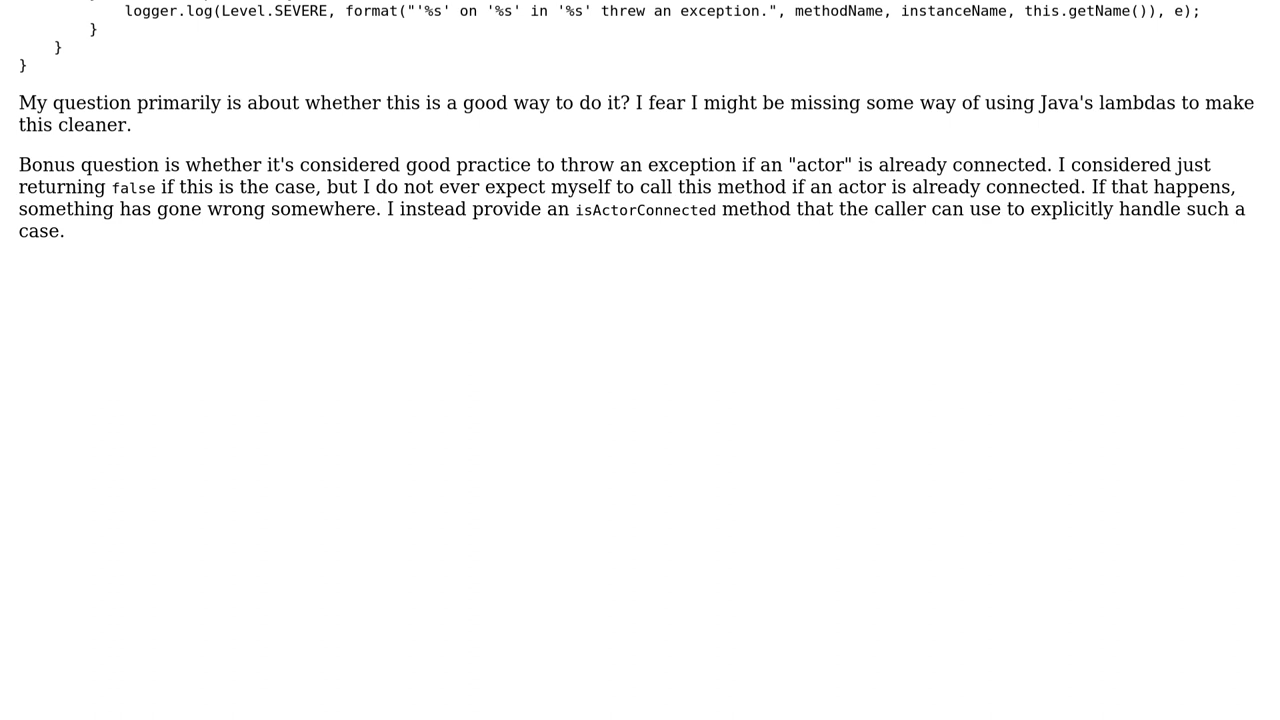 logger.log(Level.SEVERE, format("'%s' on '%s' in '%s' threw an exception.", methodName, instanceName, this.getName()), e);
}
}
}
My question primarily is about whether this is a good way to do it? I fear I might be missing some way of using Java's lambdas to make
this cleaner.
Bonus question is whether it's considered good practice to throw an exception if an "actor" is already connected. I considered just
returning false if this is the case, but I do not ever expect myself to call this method if an actor is already connected. If that happens,
something has gone wrong somewhere. I instead provide an isActorConnected method that the caller can use to explicitly handle such a
case.